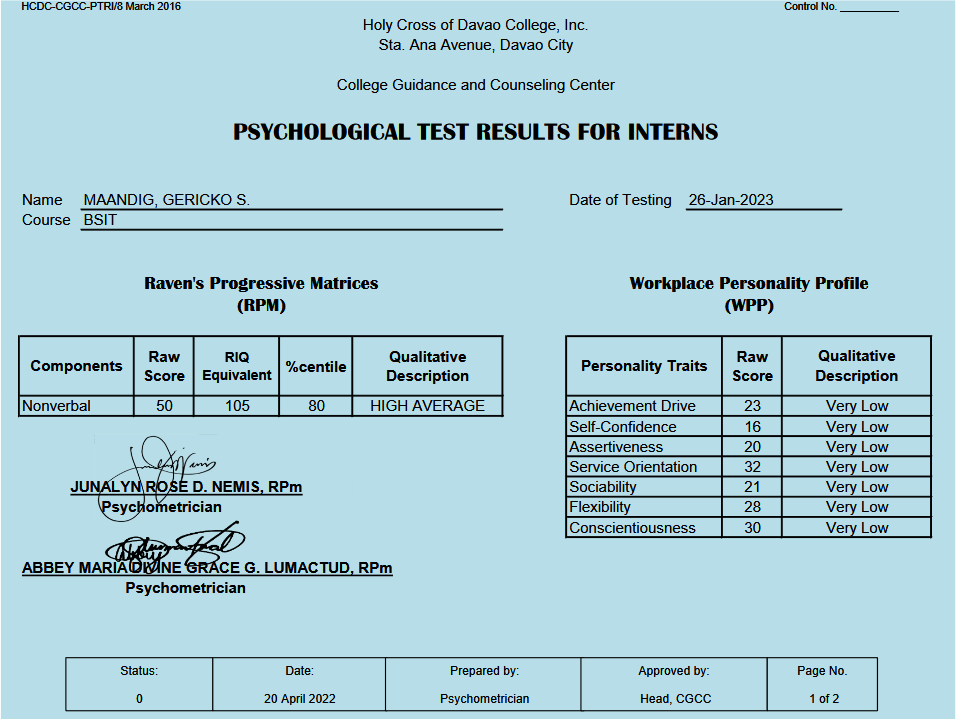 HCDC-CGCC-PTRI/8 March 2016 Control No. __________
Holy Cross of Davao College, Inc.
Sta. Ana Avenue, Davao City
College Guidance and Counseling Center
PSYCHOLOGICAL TEST RESULTS FOR INTERNS
Name MAANDIG, GERICKO S. Date of Testing 26-Jan-2023
Course BSIT
Raven's Progressive Matrices
(RPM)
Components Raw Score RIQ Equivalent %centile Qualitative Description
Nonverbal 50 105 80 HIGH AVERAGE
JUNALYN ROSE D. NEMIS, RPm
Psychometrician
ABBEY MARIA DIVINE GRACE G. LUMACTUD, RPm
Psychometrician
Workplace Personality Profile
(WPP)
Personality Traits Raw Score Qualitative Description
Achievement Drive 23 Very Low
Self-Confidence 16 Very Low
Assertiveness 20 Very Low
Service Orientation 32 Very Low
Sociability 21 Very Low
Flexibility 28 Very Low
Conscientiousness 30 Very Low
Status: Date: Prepared by: Approved by: Page No.
0 20 April 2022 Psychometrician Head, CGCC 1 of 2